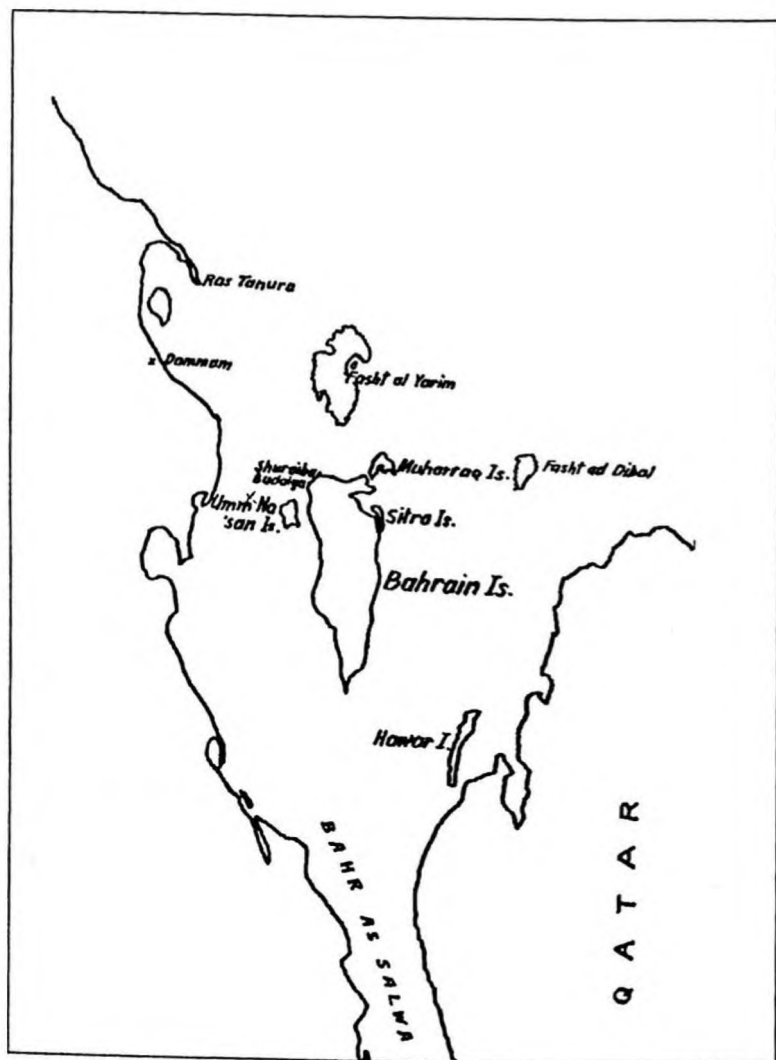 Ras Tanura
Dammam
Fasht al Yarim
Shuraiba
Budaiya
Muharraq Is.
Fasht ad Dibal
Umm Na
'san Is.
Sitra Is.
Bahrain Is.
Hawar I.
BAHR AS SALWA
QATAR